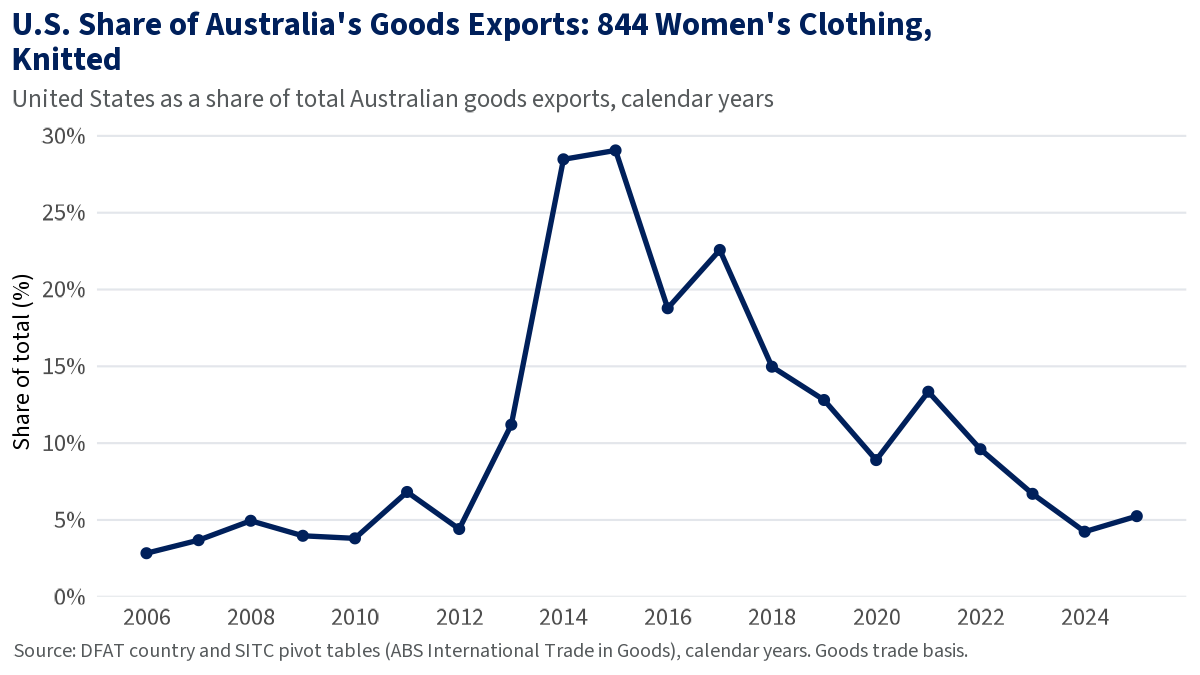 U.S. Share of Australia's Goods Exports: 844 Women's Clothing,
Knitted
United States as a share of total Australian goods exports, calendar years
Share of total (%)
30%
25%
20%
15%
10%
5%
0%
2006 2008 2010 2012 2014 2016 2018 2020 2022 2024
Source: DFAT country and SITC pivot tables (ABS International Trade in Goods), calendar years. Goods trade basis.